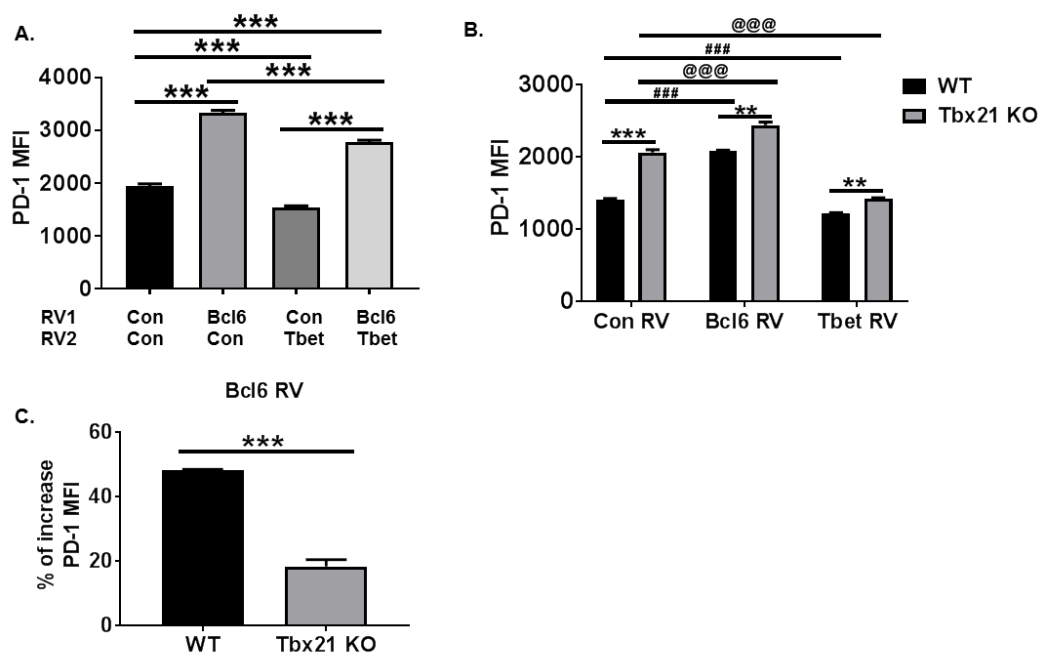 A.
***
***
***
***
***
4000
3000
2000
1000
0
PD-1 MFI
RV1 Con Bcl6 Con Bcl6
RV2 Con Con Tbet Tbet
B.
@@@
###
@@@
###
*** ** **
3000
2000
1000
0
PD-1 MFI
Con RV Bcl6 RV Tbet RV
WT
Tbx21 KO
Bcl6 RV
C.
***
60
40
20
0
% of increase
PD-1 MFI
WT Tbx21 KO